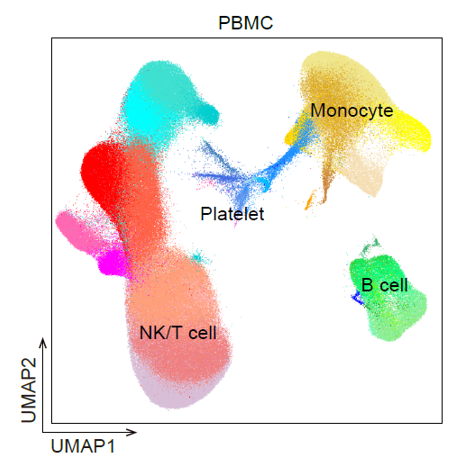 PBMC
Monocyte
Platelet
B cell
NK/T cell
UMAP2
UMAP1